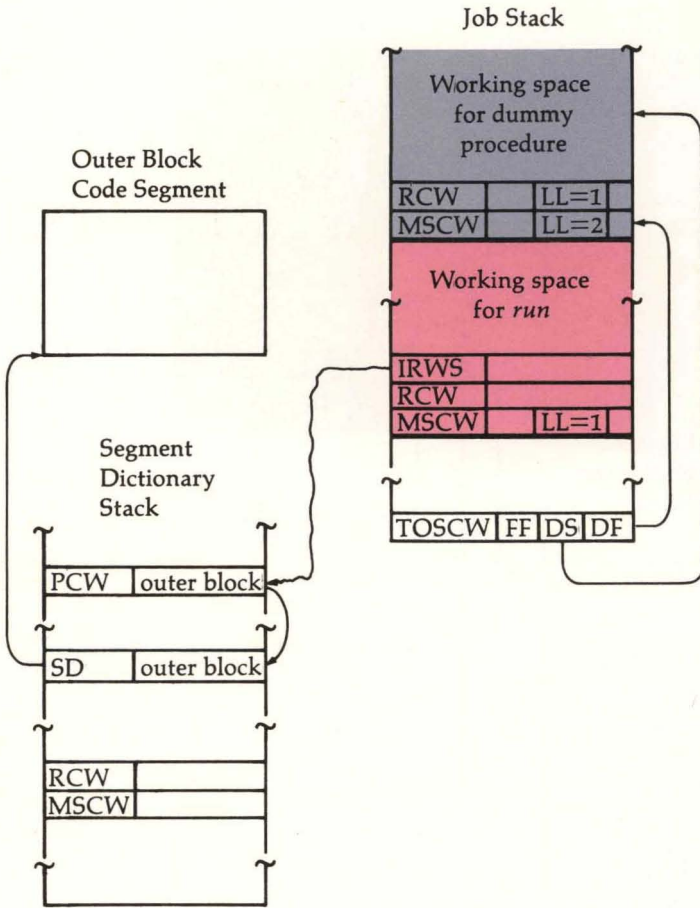 Job Stack
Working space
for dummy
procedure
RCW LL=1
MSCW LL=2
Working space
for run
IRWS
RCW
MSCW LL=1
TOSCW FF DS DF
Outer Block
Code Segment
Segment
Dictionary
Stack
PCW outer block
SD outer block
RCW
MSCW